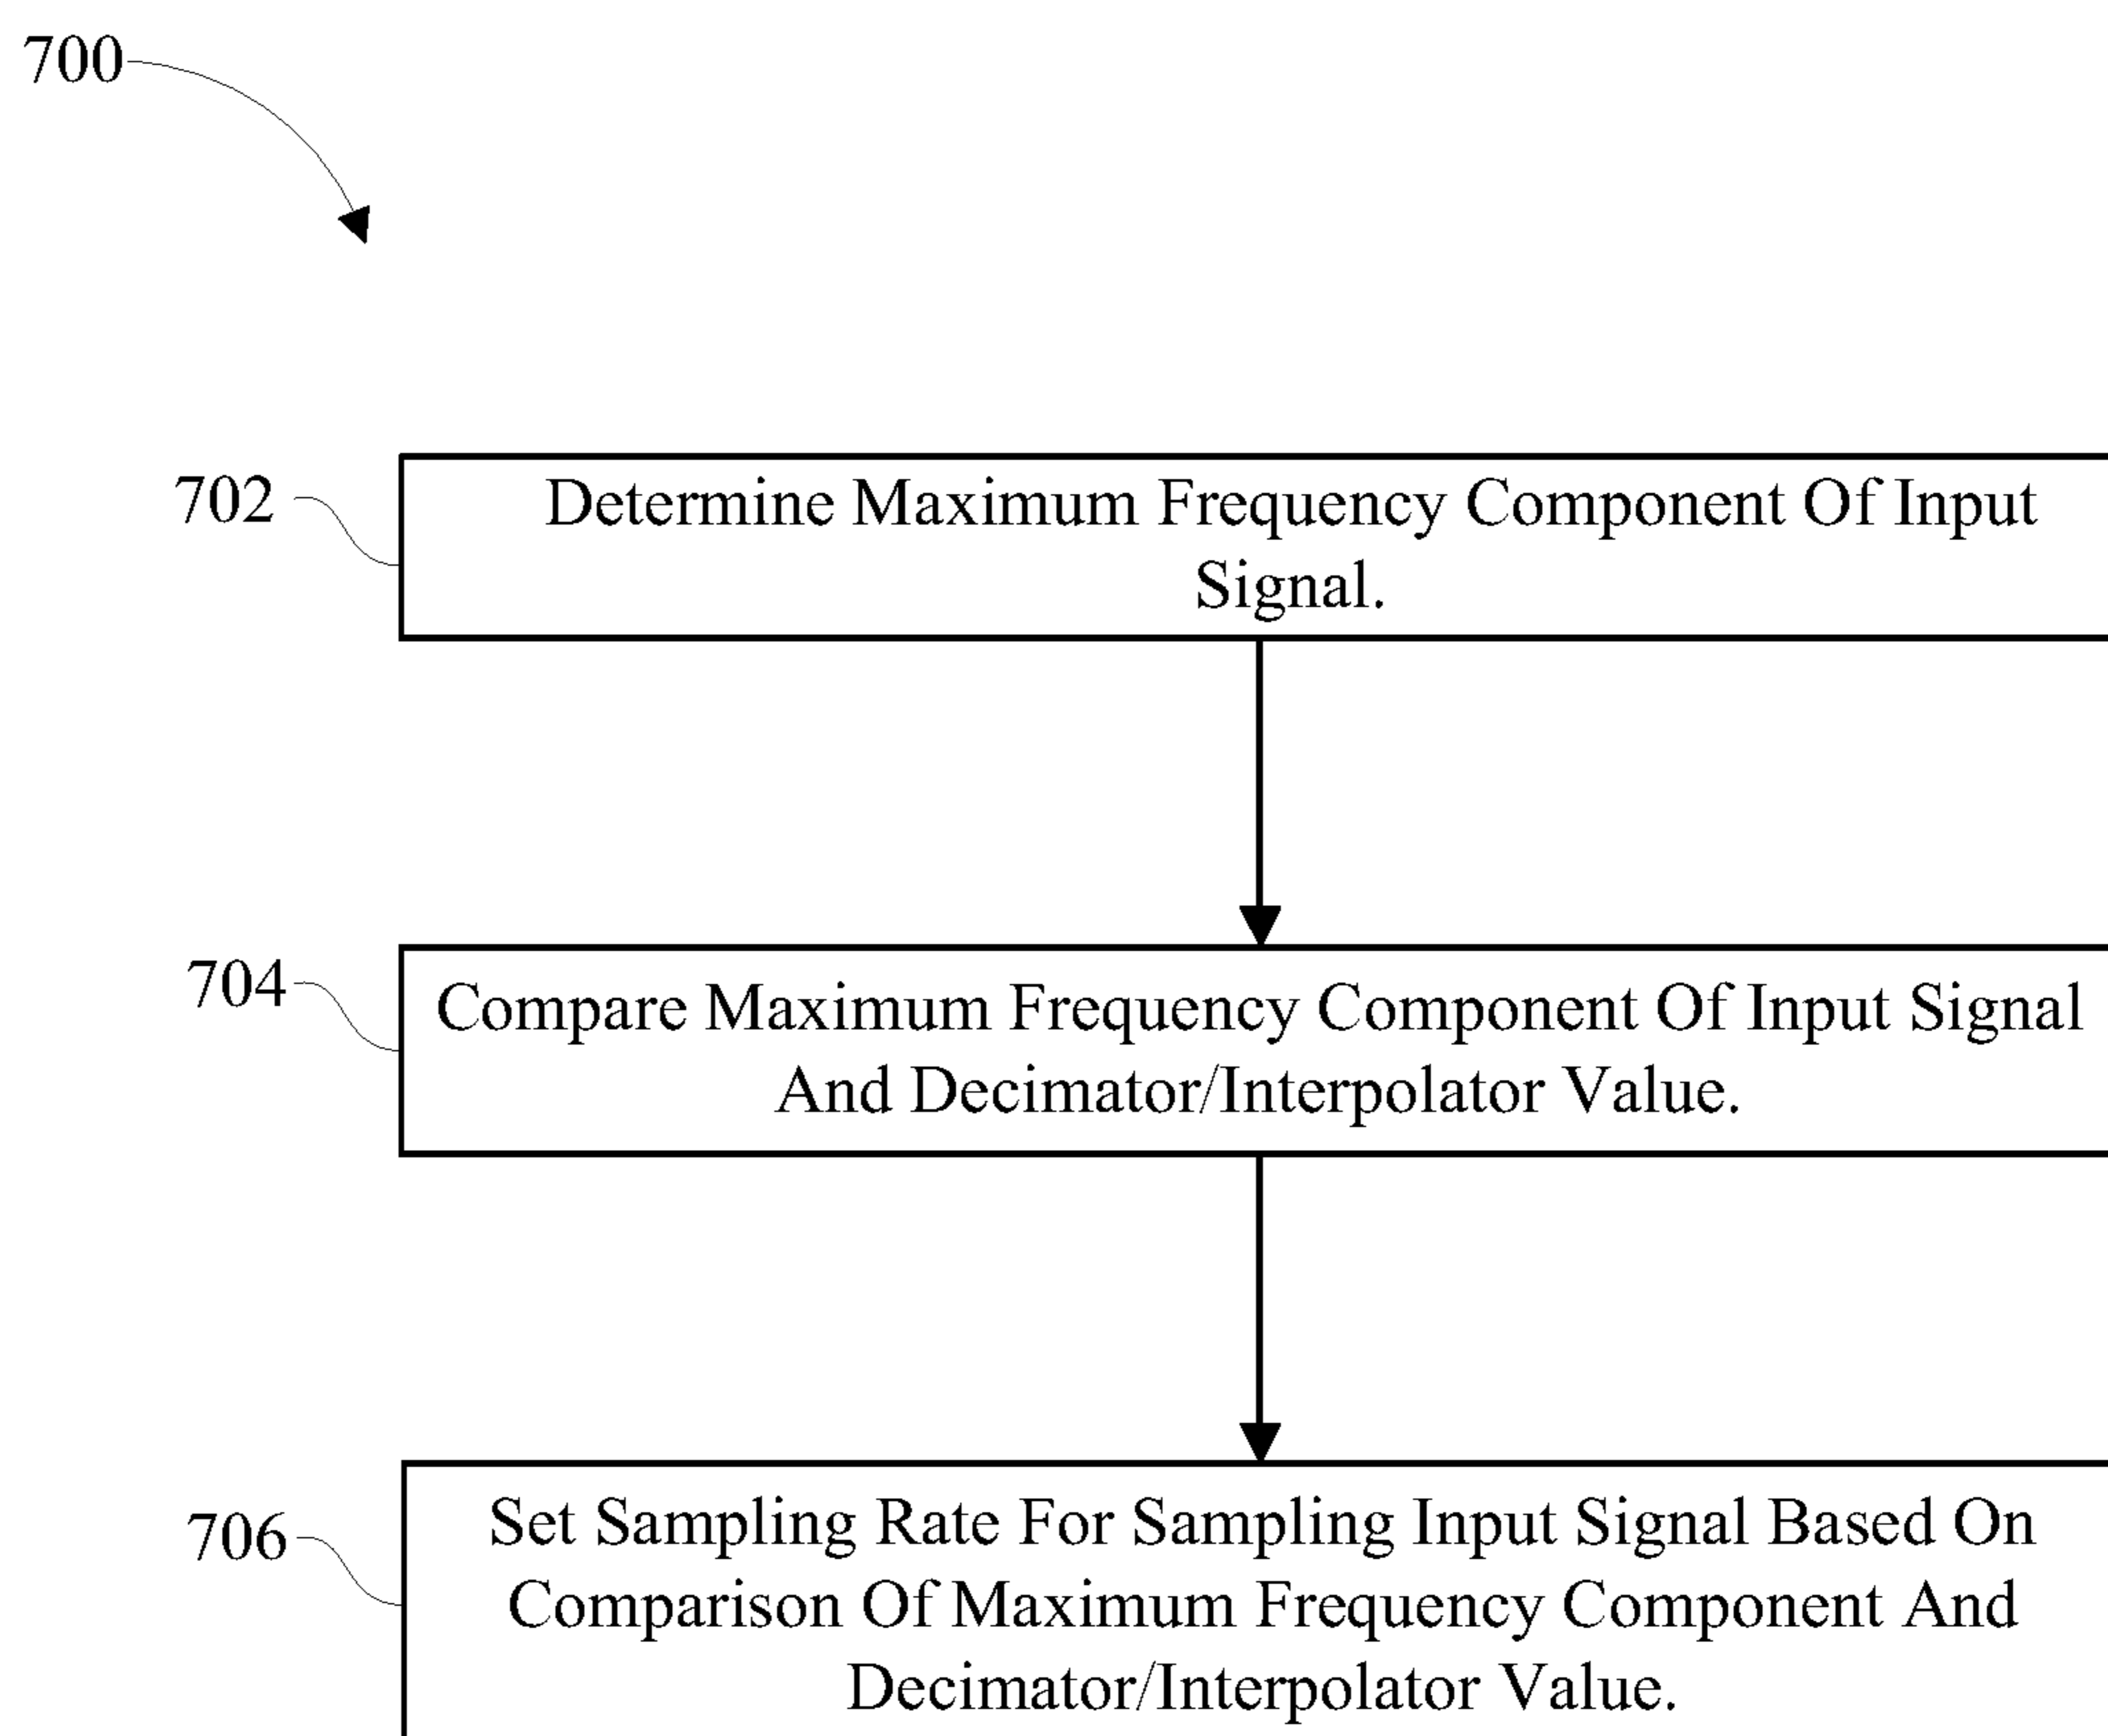 700
702
Determine Maximum Frequency Component Of Input
Signal.
704
Compare Maximum Frequency Component Of Input Signal
And Decimator/Interpolator Value.
706
Set Sampling Rate For Sampling Input Signal Based On
Comparison Of Maximum Frequency Component And
Decimator/Interpolator Value.